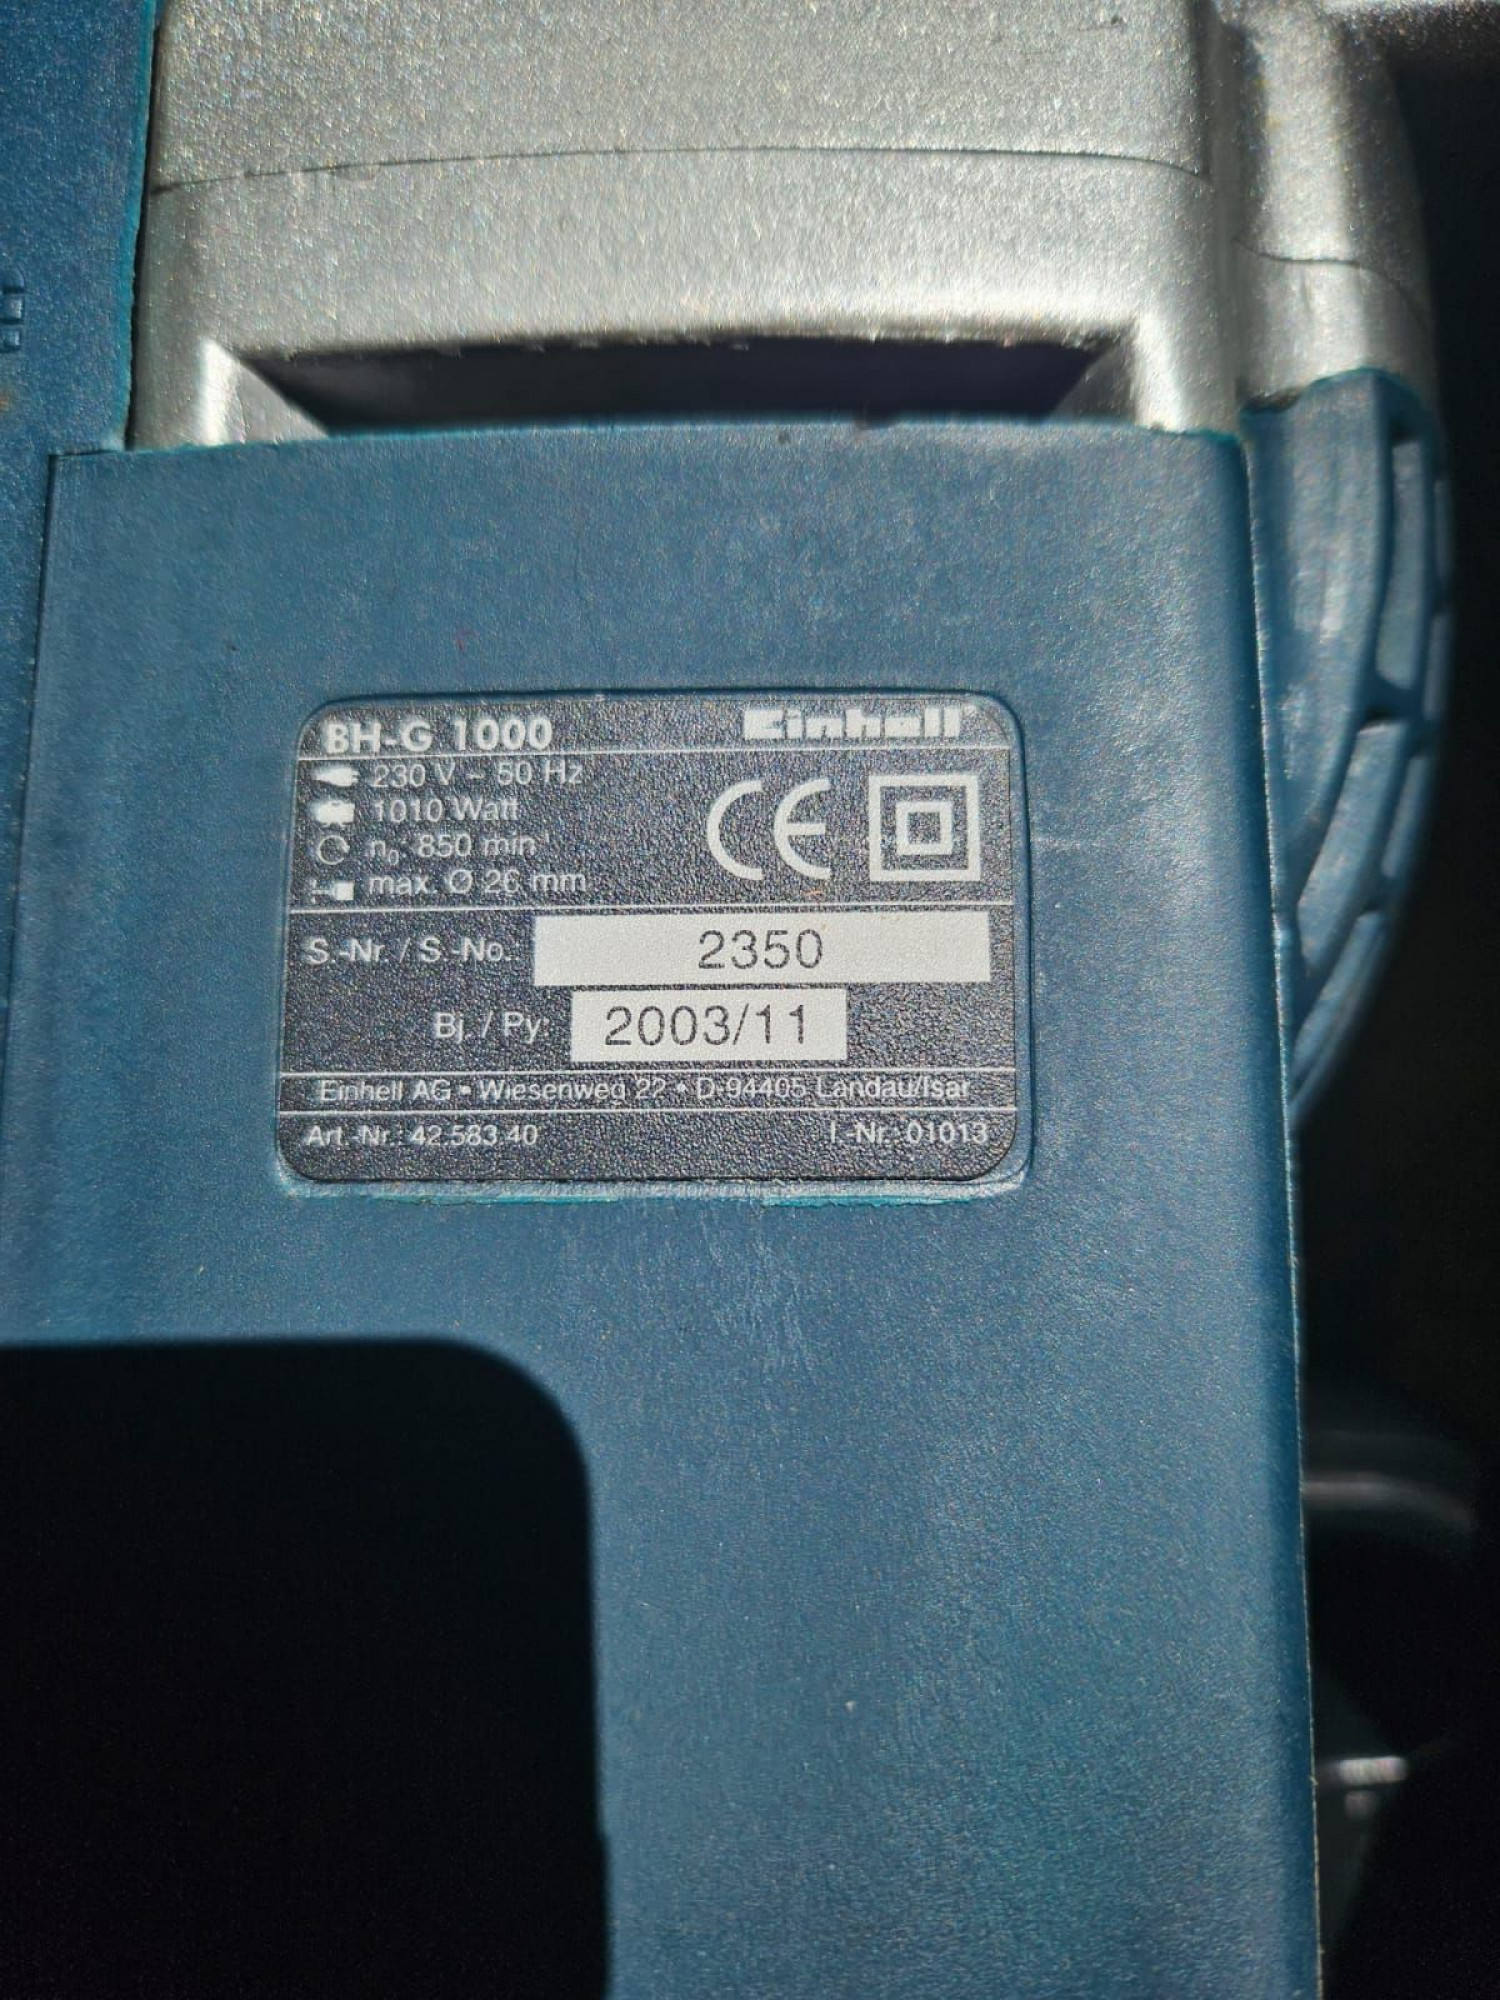 BH-G 1000 Einhell
230 V ~ 50 Hz
1010 Watt
n₀: 850 min
max. Ø 26 mm
CE
S.-Nr. / S.-No.: 2350
Bj. / Py: 2003/11
Einhell AG • Wiesenweg 22 • D-94405 Landau/Isar
Art.-Nr.: 42.583.40 I.-Nr.: 01013